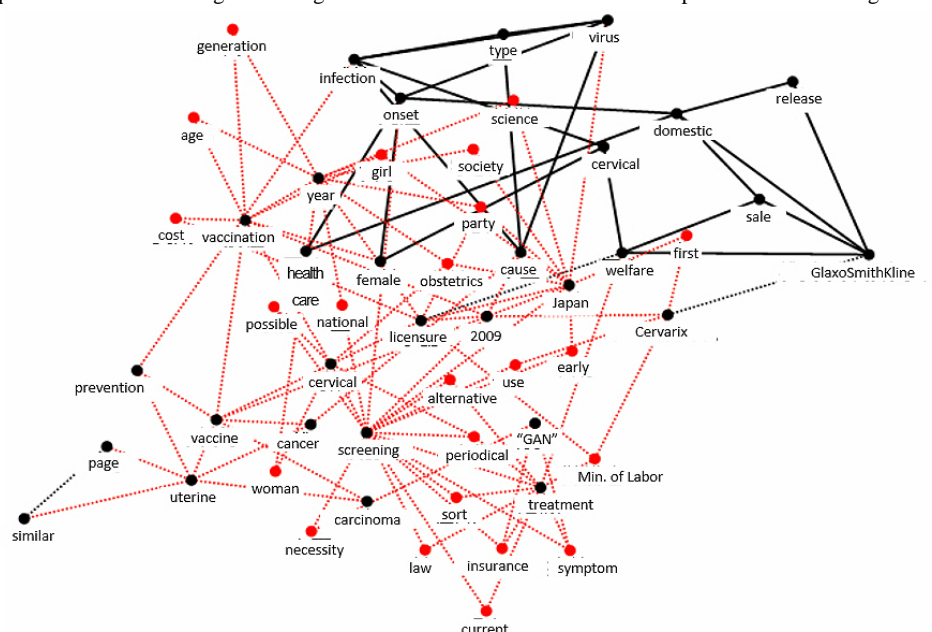 generation
type
virus
infection
release
onset
science
domestic
age
cervical
society
girl
year
sale
party
cost
vaccination
first
health
care
female
obstetrics
cause
welfare
GlaxoSmithKline
Japan
possible
national
licensure
2009
Cervarix
early
prevention
cervical
use
alternative
vaccine
cancer
screening
"GAN"
periodical
page
Min. of Labor
uterine
woman
treatment
carcinoma
sort
similar
necessity
law
insurance
symptom
current